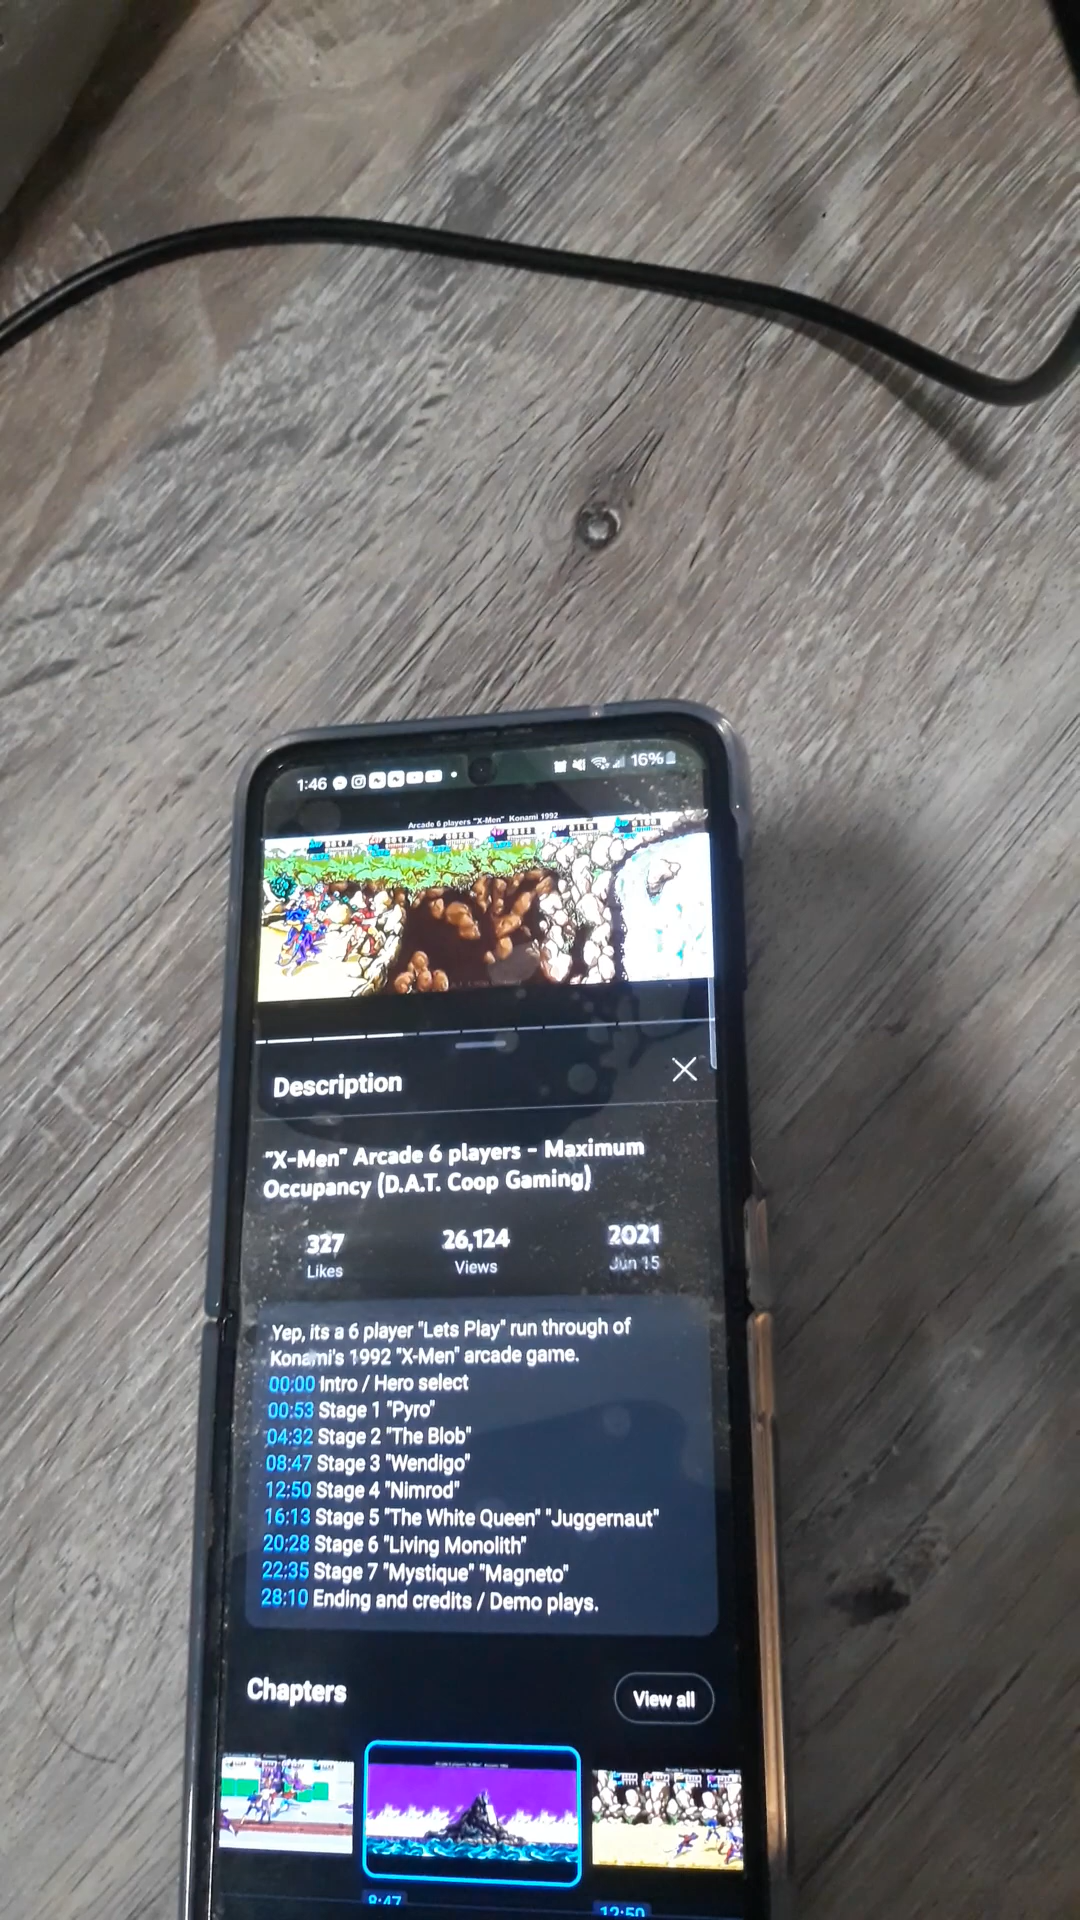 1:46
16%
Arcade 6 players "X-Men" Konami 1992
Description
"X-Men" Arcade 6 players - Maximum
Occupancy (D.A.T. Coop Gaming)
327 26,124 2021
Likes Views Jun 15
Yep, its a 6 player "Lets Play" run through of
Konami's 1992 "X-Men" arcade game.
00:00 Intro / Hero select
00:53 Stage 1 "Pyro"
04:32 Stage 2 "The Blob"
08:47 Stage 3 "Wendigo"
12:50 Stage 4 "Nimrod"
16:13 Stage 5 "The White Queen" "Juggernaut"
20:28 Stage 6 "Living Monolith"
22:35 Stage 7 "Mystique" "Magneto"
28:10 Ending and credits / Demo plays.
Chapters
View all
8:47
12:50